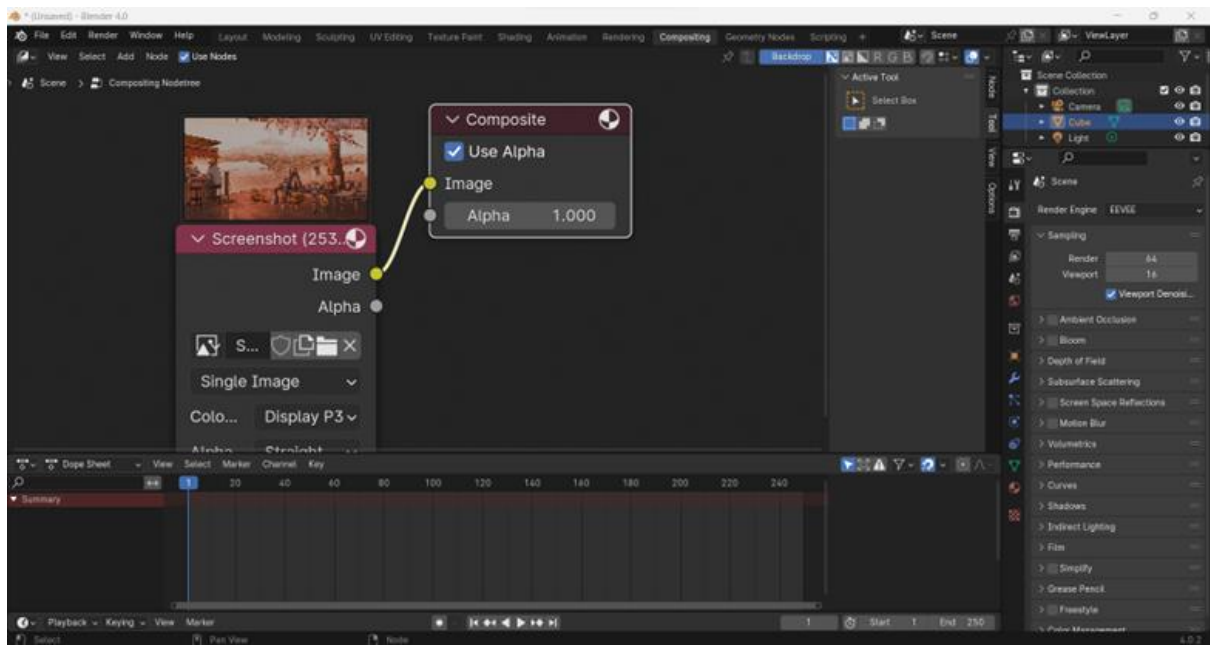 * (Unsaved) - Blender 4.0
File Edit Render Window Help Layout Modeling Sculpting UV Editing Texture Paint Shading Animation Rendering Compositing Geometry Nodes Scripting + Scene ViewLayer
View Select Add Node Use Nodes Backdrop R G B
Scene > Compositing Nodetree
Active Tool
Select Box
Node
Tool
View
Options
Composite
Use Alpha
Image
Alpha 1.000
Screenshot (253...
Image
Alpha
S...
Single Image
Colo... Display P3
Alpha Straight
Scene Collection
Collection
Camera
Cube
Light
Scene
Render Engine EEVEE
Sampling
Render 64
Viewport 16
Viewport Denoisi...
Ambient Occlusion
Bloom
Depth of Field
Subsurface Scattering
Screen Space Reflections
Motion Blur
Volumetrics
Performance
Curves
Shadows
Indirect Lighting
Film
Simplify
Grease Pencil
Freestyle
Color Management
Dope Sheet View Select Marker Channel Key
1 20 40 60 80 100 120 140 160 180 200 220 240
Summary
Playback Keying View Marker 1 Start 1 End 250
Select Pan View Node 4.0.2